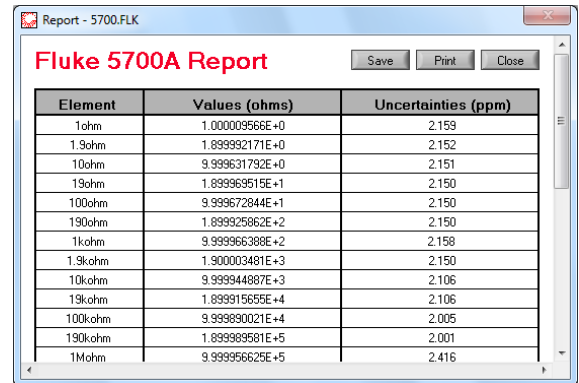 Report - 5700.FLK
Fluke 5700A Report Save Print Close
Element Values (ohms) Uncertainties (ppm)
1ohm 1.000009566E+0 2.159
1.9ohm 1.899992171E+0 2.152
10ohm 9.999631792E+0 2.151
19ohm 1.899969515E+1 2.150
100ohm 9.999672844E+1 2.150
190ohm 1.899925862E+2 2.150
1kohm 9.999966388E+2 2.158
1.9kohm 1.900003481E+3 2.150
10kohm 9.999944887E+3 2.106
19kohm 1.899915655E+4 2.106
100kohm 9.999890021E+4 2.005
190kohm 1.899989581E+5 2.001
1Mohm 9.999956625E+5 2.416